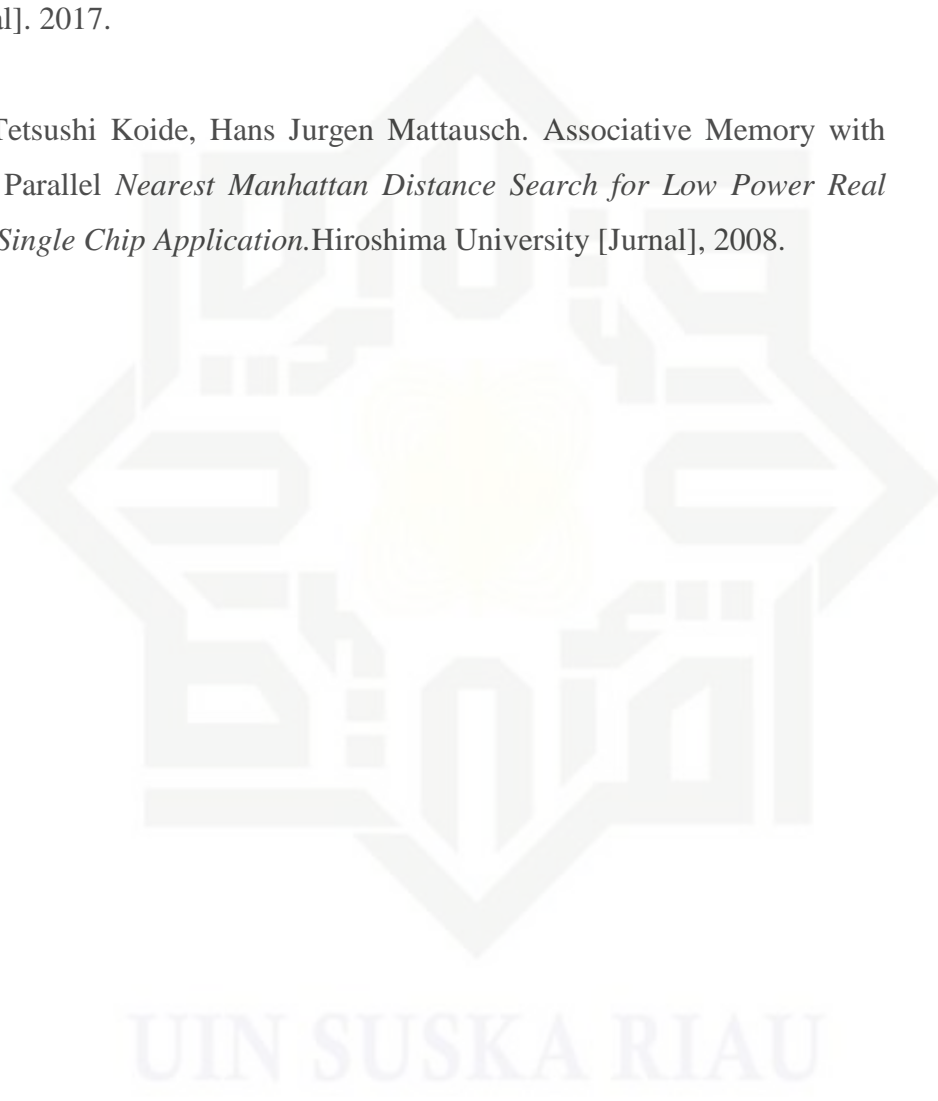 al]. 2017.
Tetsushi Koide, Hans Jurgen Mattausch. Associative Memory with
Parallel Nearest Manhattan Distance Search for Low Power Real
Single Chip Application.Hiroshima University [Jurnal], 2008.
UIN SUSKA RIAU